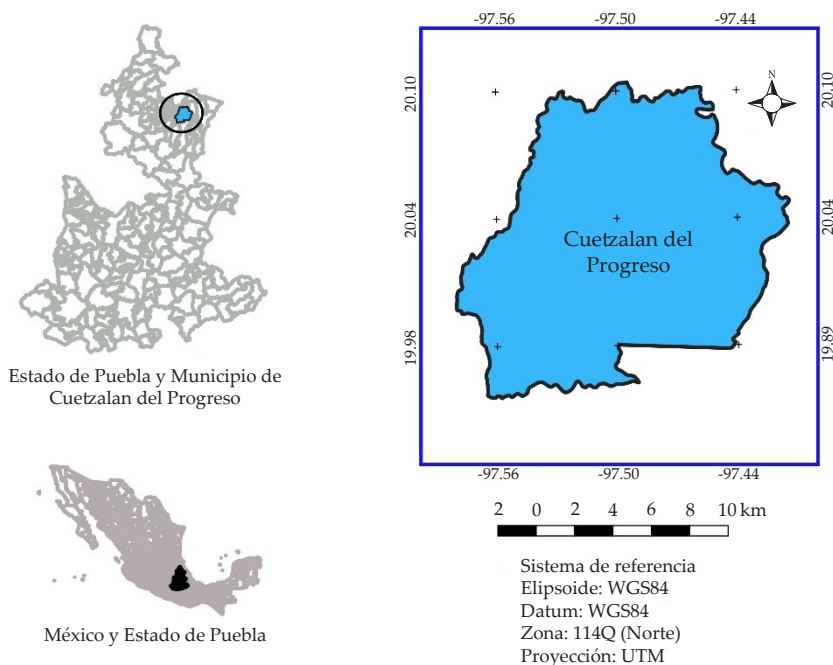 Estado de Puebla y Municipio de
Cuetzalan del Progreso
México y Estado de Puebla
-97.56 -97.50 -97.44
N
20.10 20.10
20.04 20.04
Cuetzalan del
Progreso
19.98 19.89
-97.56 -97.50 -97.44
2 0 2 4 6 8 10 km
Sistema de referencia
Elipsoide: WGS84
Datum: WGS84
Zona: 114Q (Norte)
Proyección: UTM